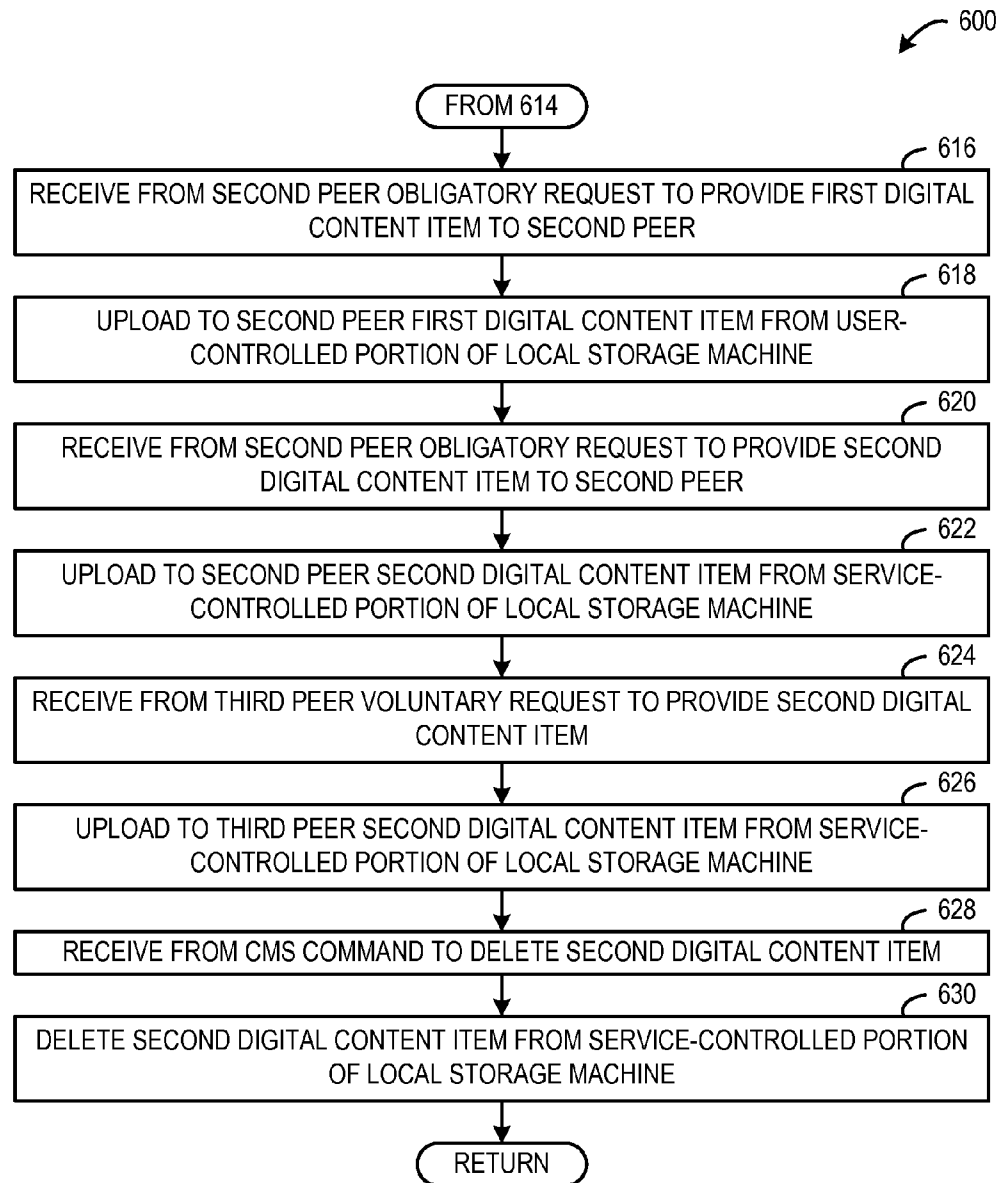 600
FROM 614
616
RECEIVE FROM SECOND PEER OBLIGATORY REQUEST TO PROVIDE FIRST DIGITAL
CONTENT ITEM TO SECOND PEER
618
UPLOAD TO SECOND PEER FIRST DIGITAL CONTENT ITEM FROM USER-
CONTROLLED PORTION OF LOCAL STORAGE MACHINE
620
RECEIVE FROM SECOND PEER OBLIGATORY REQUEST TO PROVIDE SECOND
DIGITAL CONTENT ITEM TO SECOND PEER
622
UPLOAD TO SECOND PEER SECOND DIGITAL CONTENT ITEM FROM SERVICE-
CONTROLLED PORTION OF LOCAL STORAGE MACHINE
624
RECEIVE FROM THIRD PEER VOLUNTARY REQUEST TO PROVIDE SECOND DIGITAL
CONTENT ITEM
626
UPLOAD TO THIRD PEER SECOND DIGITAL CONTENT ITEM FROM SERVICE-
CONTROLLED PORTION OF LOCAL STORAGE MACHINE
628
RECEIVE FROM CMS COMMAND TO DELETE SECOND DIGITAL CONTENT ITEM
630
DELETE SECOND DIGITAL CONTENT ITEM FROM SERVICE-CONTROLLED PORTION
OF LOCAL STORAGE MACHINE
RETURN